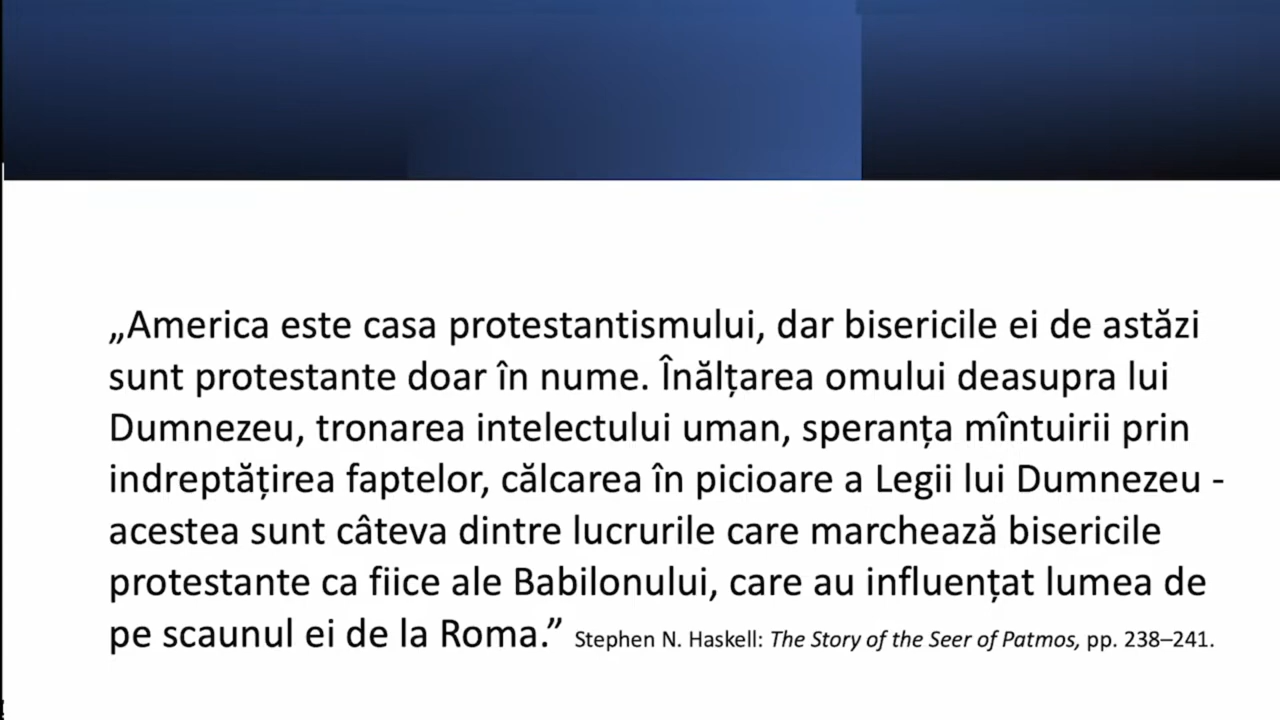 „America este casa protestantismului, dar bisericile ei de astăzi
sunt protestante doar în nume. Înălțarea omului deasupra lui
Dumnezeu, tronarea intelectului uman, speranța mîntuirii prin
indreptățirea faptelor, călcarea în picioare a Legii lui Dumnezeu -
acestea sunt câteva dintre lucrurile care marchează bisericile
protestante ca fiice ale Babilonului, care au influențat lumea de
pe scaunul ei de la Roma.” Stephen N. Haskell: The Story of the Seer of Patmos, pp. 238–241.